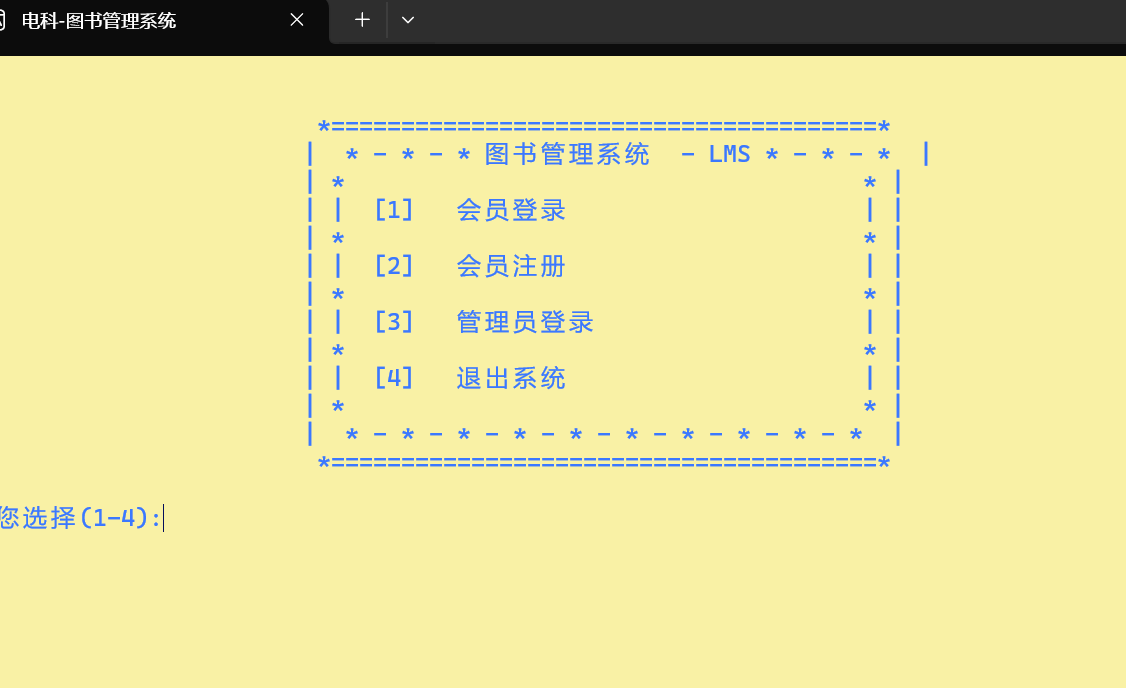 电科-图书管理系统
*=======================================*
| * - * - * 图书管理系统 - LMS * - * - * |
| * * |
| | [1] 会员登录 | |
| * * |
| | [2] 会员注册 | |
| * * |
| | [3] 管理员登录 | |
| * * |
| | [4] 退出系统 | |
| * * |
| * - * - * - * - * - * - * - * - * - * |
*=======================================*
您选择(1-4):